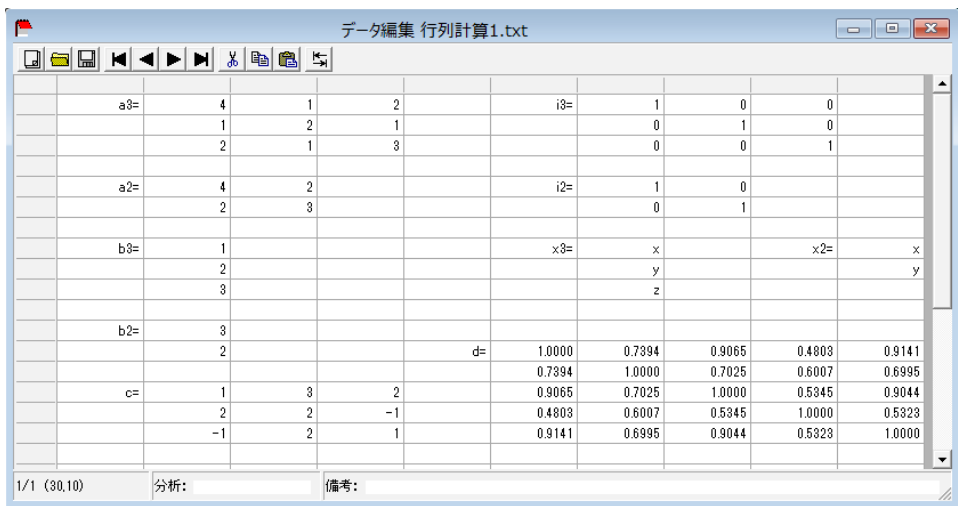 データ編集 行列計算1.txt
a3= 4 1 2 i3= 1 0 0
1 2 1 0 1 0
2 1 3 0 0 1
a2= 4 2 i2= 1 0
2 3 0 1
b3= 1 x3= x x2= x
2 y y
3 z
b2= 3
2 d= 1.0000 0.7394 0.9065 0.4803 0.9141
0.7394 1.0000 0.7025 0.6007 0.6995
c= 1 3 2 0.9065 0.7025 1.0000 0.5345 0.9044
2 2 -1 0.4803 0.6007 0.5345 1.0000 0.5323
-1 2 1 0.9141 0.6995 0.9044 0.5323 1.0000
1/1 (30,10) 分析: 備考: